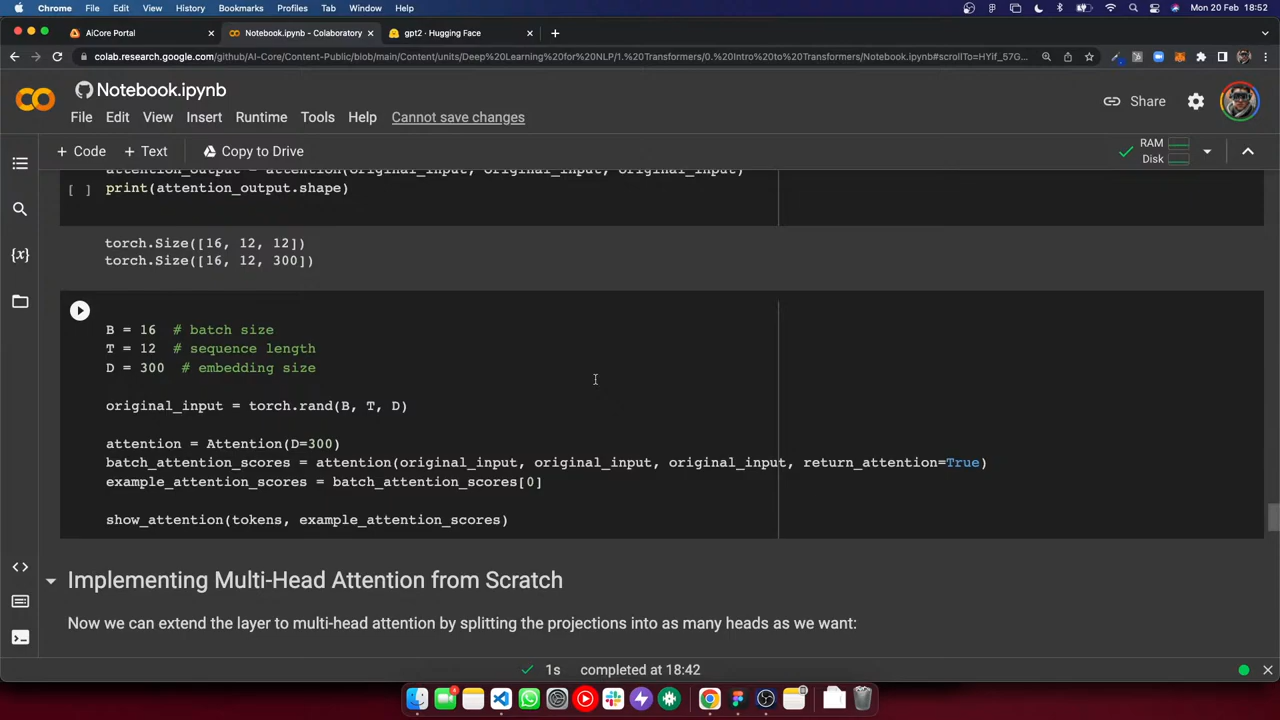 Chrome File Edit View History Bookmarks Profiles Tab Window Help Mon 20 Feb 18:52
AiCore Portal Notebook.ipynb - Colaboratory gpt2 · Hugging Face
colab.research.google.com/github/AI-Core/Content-Public/blob/main/Content/units/Deep%20Learning%20for%20NLP/1.%20Transformers/0.%20Intro%20to%20Transformers/Notebook.ipynb#scrollTo=HYif_57G...
Notebook.ipynb
Share
File Edit View Insert Runtime Tools Help Cannot save changes
+ Code + Text Copy to Drive
RAM
Disk
attention_output = attention(original_input, original_input, original_input)
[ ] print(attention_output.shape)
torch.Size([16, 12, 12])
torch.Size([16, 12, 300])
B = 16 # batch size
T = 12 # sequence length
D = 300 # embedding size
original_input = torch.rand(B, T, D)
attention = Attention(D=300)
batch_attention_scores = attention(original_input, original_input, original_input, return_attention=True)
example_attention_scores = batch_attention_scores[0]
show_attention(tokens, example_attention_scores)
Implementing Multi-Head Attention from Scratch
Now we can extend the layer to multi-head attention by splitting the projections into as many heads as we want:
1s completed at 18:42